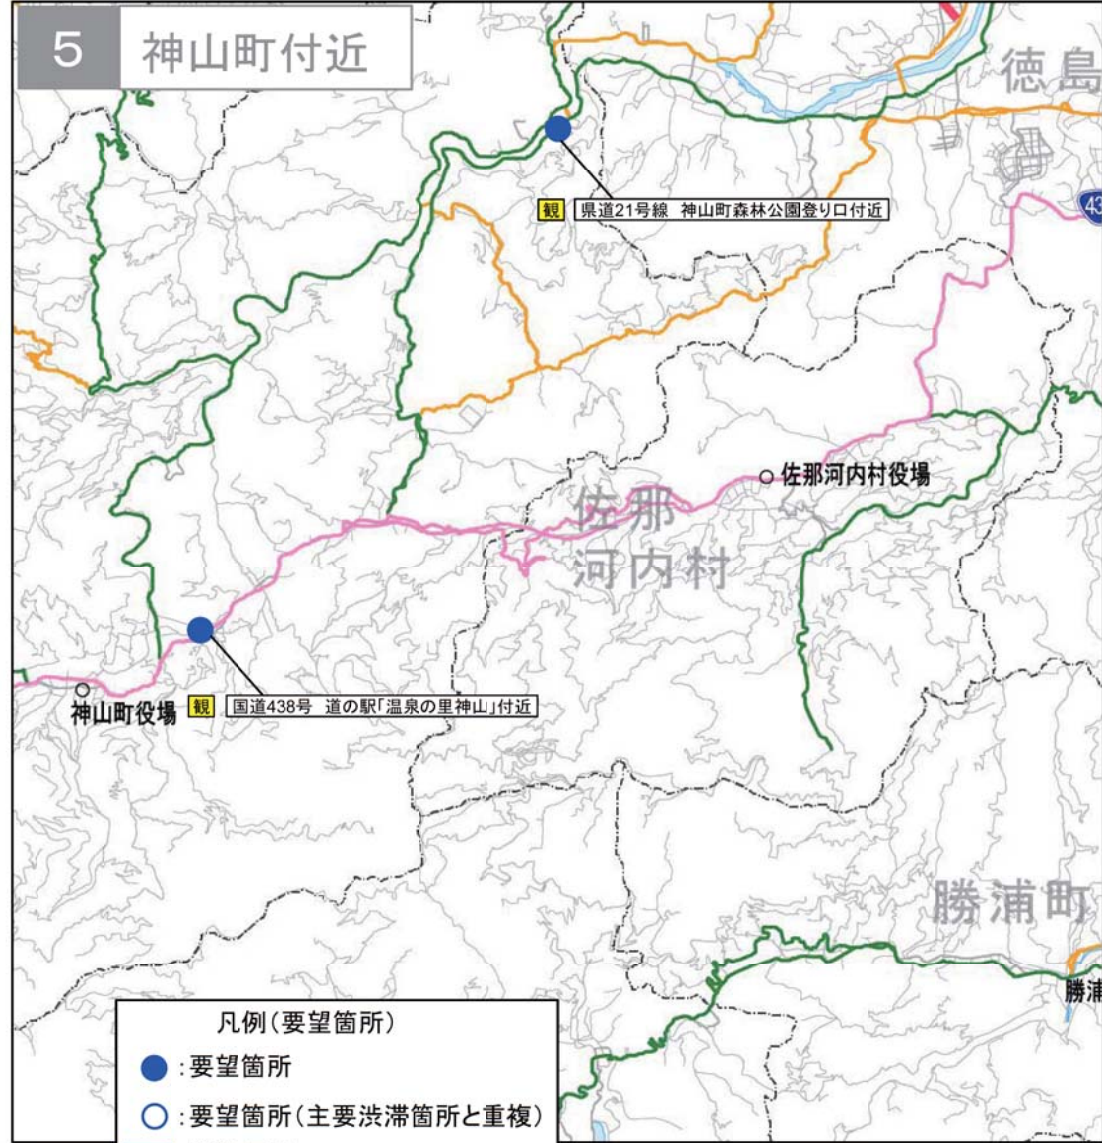 5 神山町付近
徳島
観 県道21号線 神山町森林公園登り口付近
43
佐那河内村役場
佐那
河内村
神山町役場
観 国道438号 道の駅「温泉の里神山」付近
勝浦町
勝浦
凡例(要望箇所)
:要望箇所
:要望箇所(主要渋滞箇所と重複)